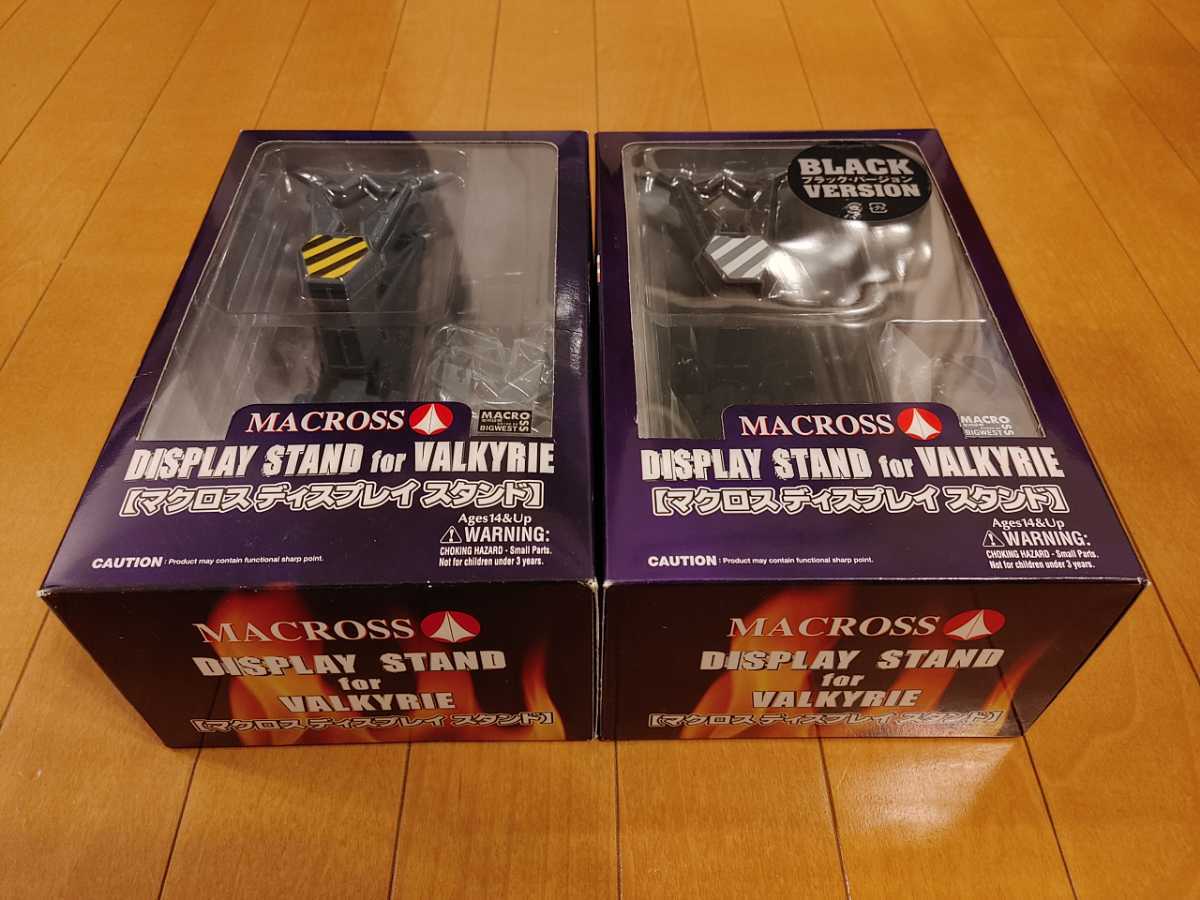 MACROSS
MACRO
SS
BIGWEST
DISPLAY STAND for VALKYRIE
【マクロス ディスプレイ スタンド】
Ages14&Up
WARNING:
CHOKING HAZARD - Small Parts.
Not for children under 3 years.
CAUTION : Product may contain functional sharp point.
MACROSS
DISPLAY STAND
for
VALKYRIE
【マクロス ディスプレイ スタンド】
BLACK
ブラック・バージョン
VERSION
MACROSS
MACRO
SS
BIGWEST
DISPLAY STAND for VALKYRIE
【マクロス ディスプレイ スタンド】
Ages14&Up
WARNING:
CHOKING HAZARD - Small Parts.
Not for children under 3 years.
CAUTION : Product may contain functional sharp point.
MACROSS
DISPLAY STAND
for
VALKYRIE
【マクロス ディスプレイ スタンド】